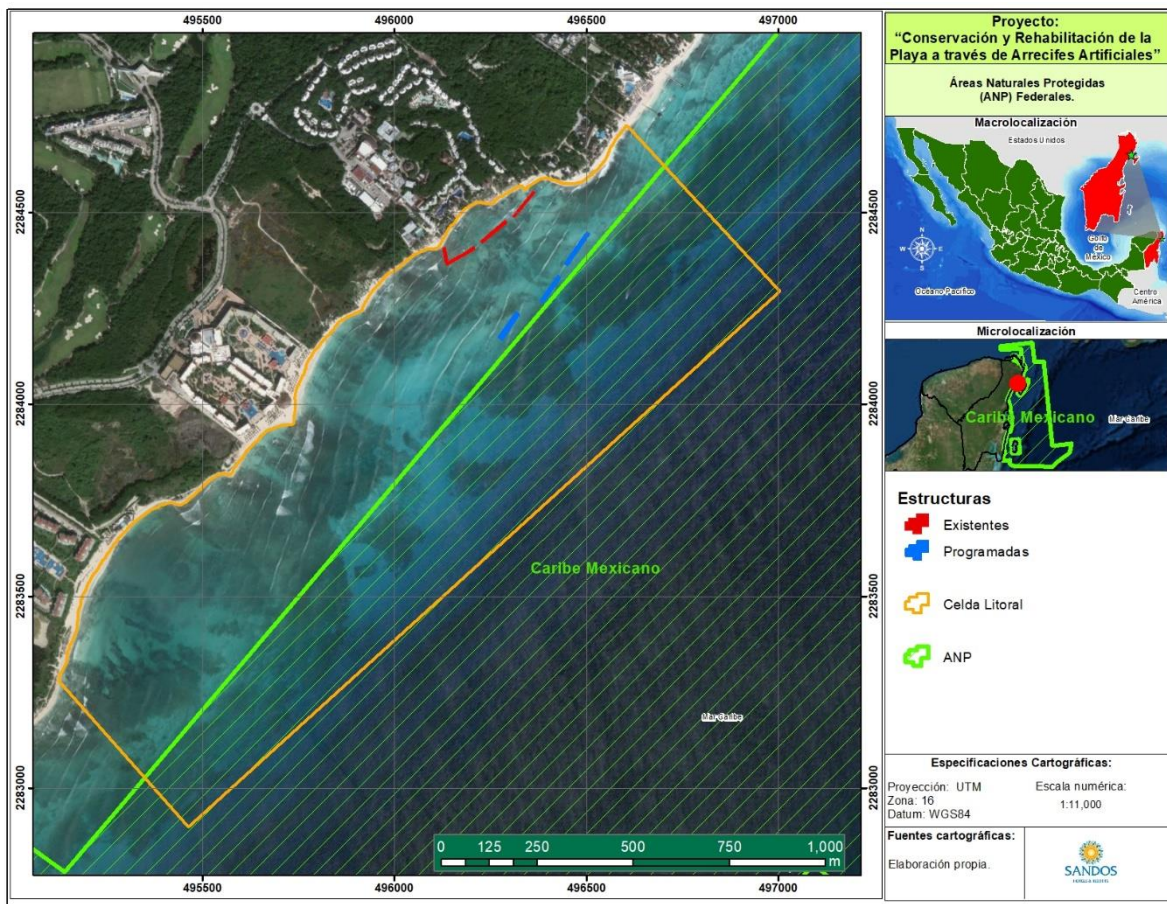 495500
496000
496500
497000
2284500
2284000
2283500
2283000
2284500
2284000
2283500
2283000
Caribe Mexicano
Mar Caribe
0 125 250 500 750 1,000
m
495500
496000
496500
497000
Proyecto:
“Conservación y Rehabilitación de la
Playa a través de Arrecifes Artificiales”
Áreas Naturales Protegidas
(ANP) Federales.
Macrolocalización
Estados Unidos
N
W E
S
Golfo
de
México
Océano Pacífico
Centro
América
Microlocalización
Caribe Mexicano
Mar Caribe
Estructuras
Existentes
Programadas
Celda Litoral
ANP
Especificaciones Cartográficas:
Proyección: UTM
Zona: 16
Datum: WGS84
Escala numérica:
1:11,000
Fuentes cartográficas:
Elaboración propia.
SANDOS